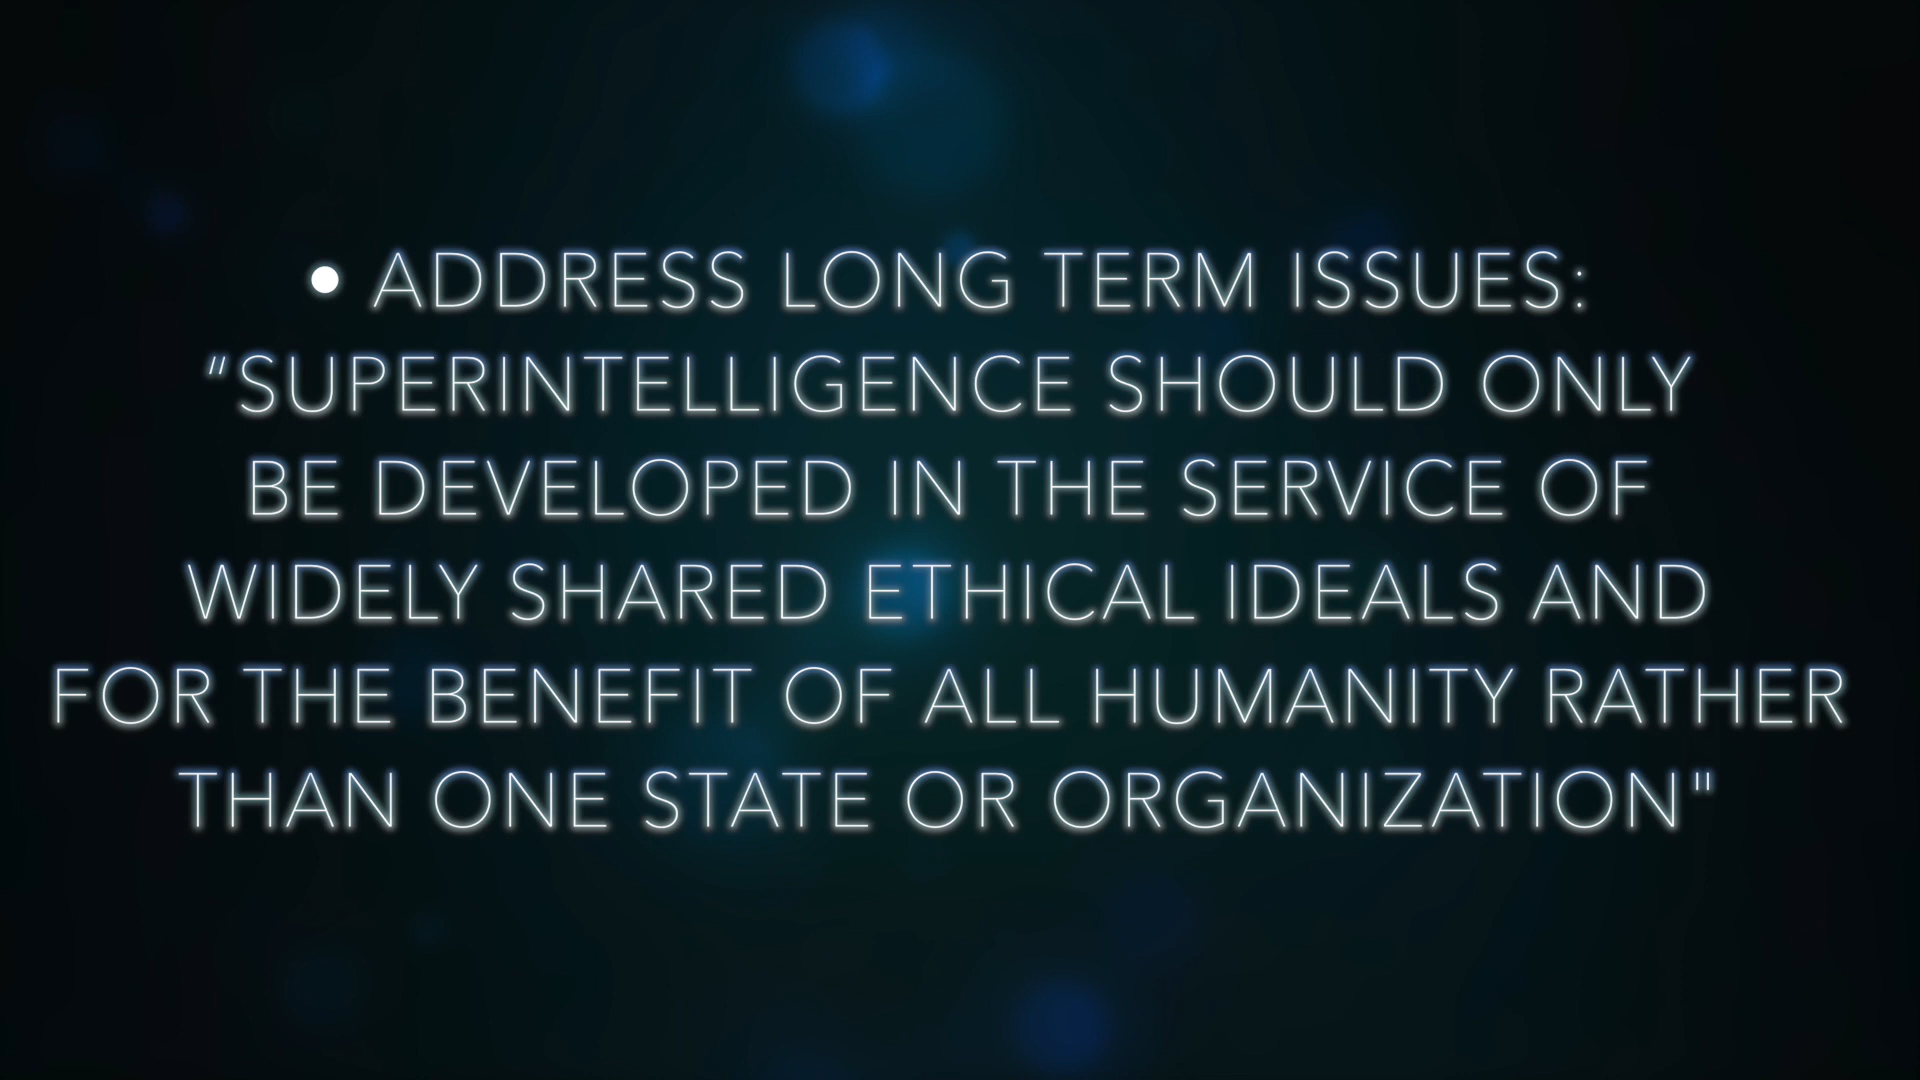 • ADDRESS LONG TERM ISSUES:
“SUPERINTELLIGENCE SHOULD ONLY
BE DEVELOPED IN THE SERVICE OF
WIDELY SHARED ETHICAL IDEALS AND
FOR THE BENEFIT OF ALL HUMANITY RATHER
THAN ONE STATE OR ORGANIZATION"